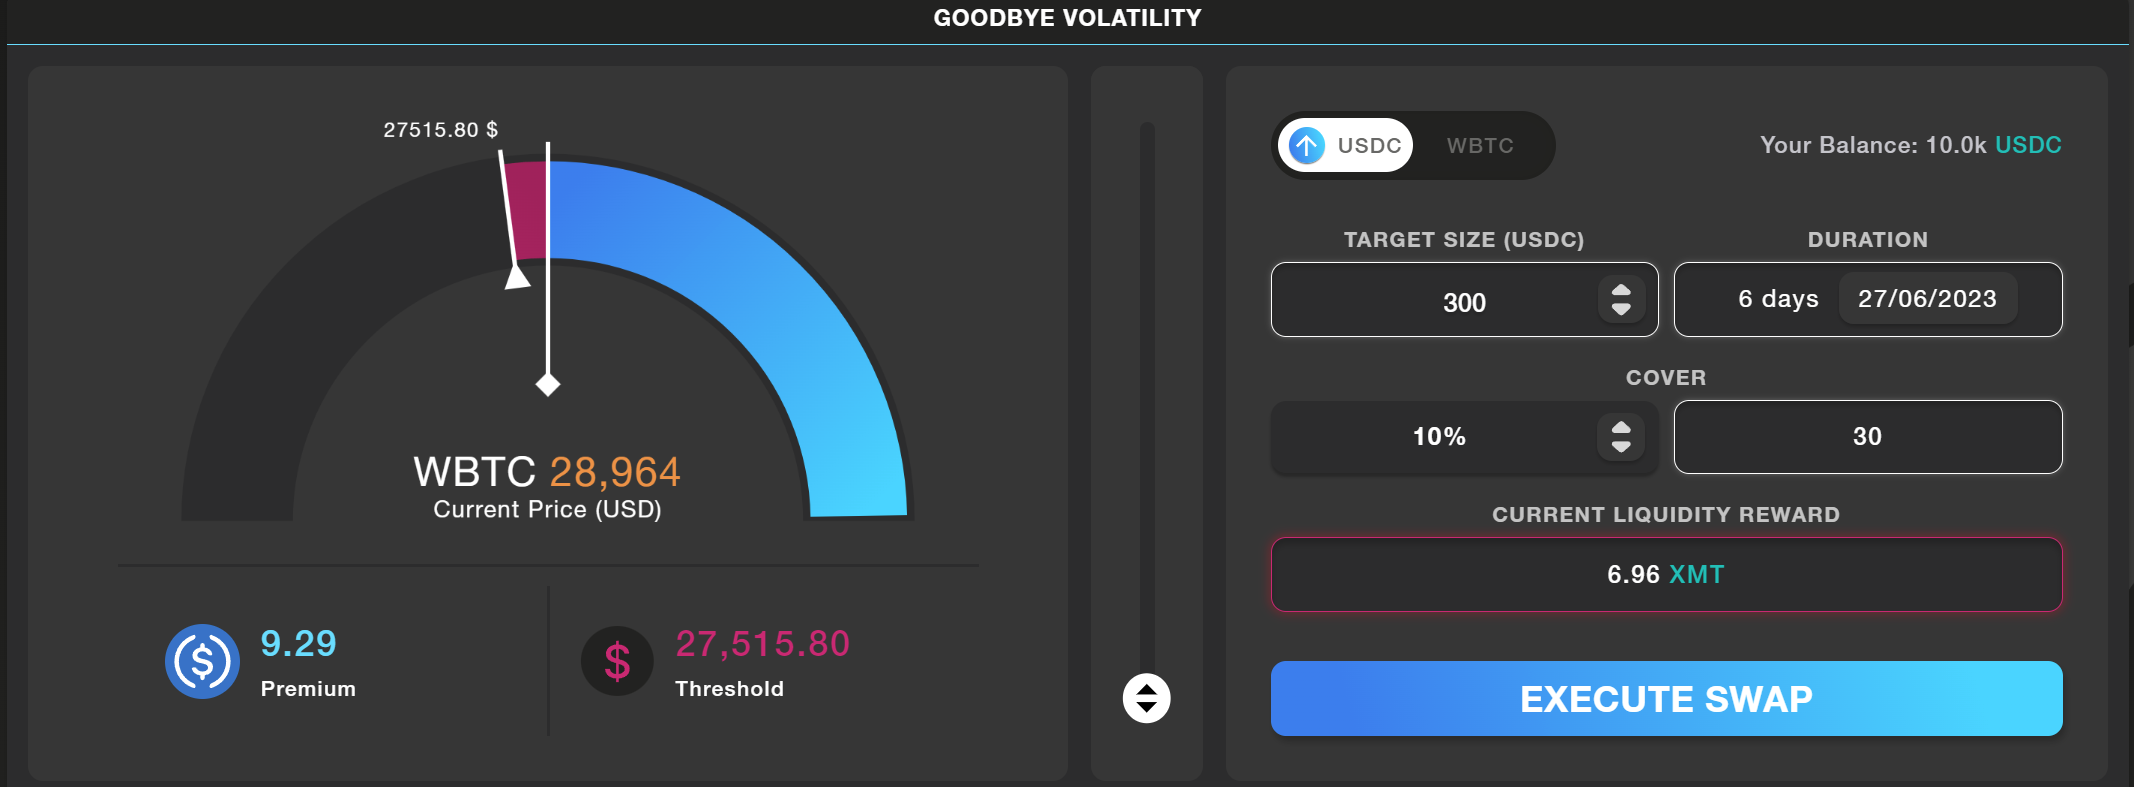 GOODBYE VOLATILITY
27515.80 $
WBTC 28,964
Current Price (USD)
9.29
Premium
$
27,515.80
Threshold
USDC
WBTC
Your Balance: 10.0k USDC
TARGET SIZE (USDC)
300
DURATION
6 days
27/06/2023
COVER
10%
30
CURRENT LIQUIDITY REWARD
6.96 XMT
EXECUTE SWAP